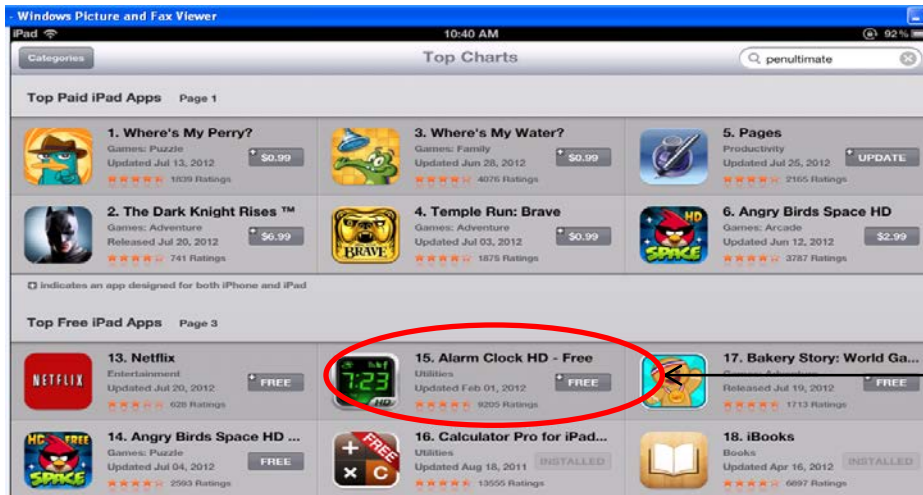 - Windows Picture and Fax Viewer
iPad 10:40 AM 92%
Categories Top Charts penultimate
Top Paid iPad Apps Page 1
1. Where's My Perry?
Games: Puzzle
Updated Jul 13, 2012
$0.99
1839 Ratings
3. Where's My Water?
Games: Family
Updated Jun 28, 2012
$0.99
4076 Ratings
5. Pages
Productivity
Updated Jul 25, 2012
UPDATE
2165 Ratings
2. The Dark Knight Rises ™
Games: Adventure
Released Jul 20, 2012
$6.99
741 Ratings
BRAVE
4. Temple Run: Brave
Games: Adventure
Updated Jul 03, 2012
$0.99
1875 Ratings
HD
SPACE
6. Angry Birds Space HD
Games: Arcade
Updated Jun 12, 2012
$2.99
3787 Ratings
indicates an app designed for both iPhone and iPad
Top Free iPad Apps Page 3
NETFLIX
13. Netflix
Entertainment
Updated Jul 20, 2012
FREE
628 Ratings
7:23
HD
15. Alarm Clock HD - Free
Utilities
Updated Feb 01, 2012
FREE
9205 Ratings
17. Bakery Story: World Ga...
Games: Adventure
Released Jul 19, 2012
FREE
1713 Ratings
HD FREE
SPACE
14. Angry Birds Space HD ...
Games: Puzzle
Updated Jul 04, 2012
FREE
2593 Ratings
FREE
+
× C
16. Calculator Pro for iPad...
Utilities
Updated Aug 18, 2011
INSTALLED
13555 Ratings
18. iBooks
Books
Updated Apr 16, 2012
INSTALLED
6897 Ratings